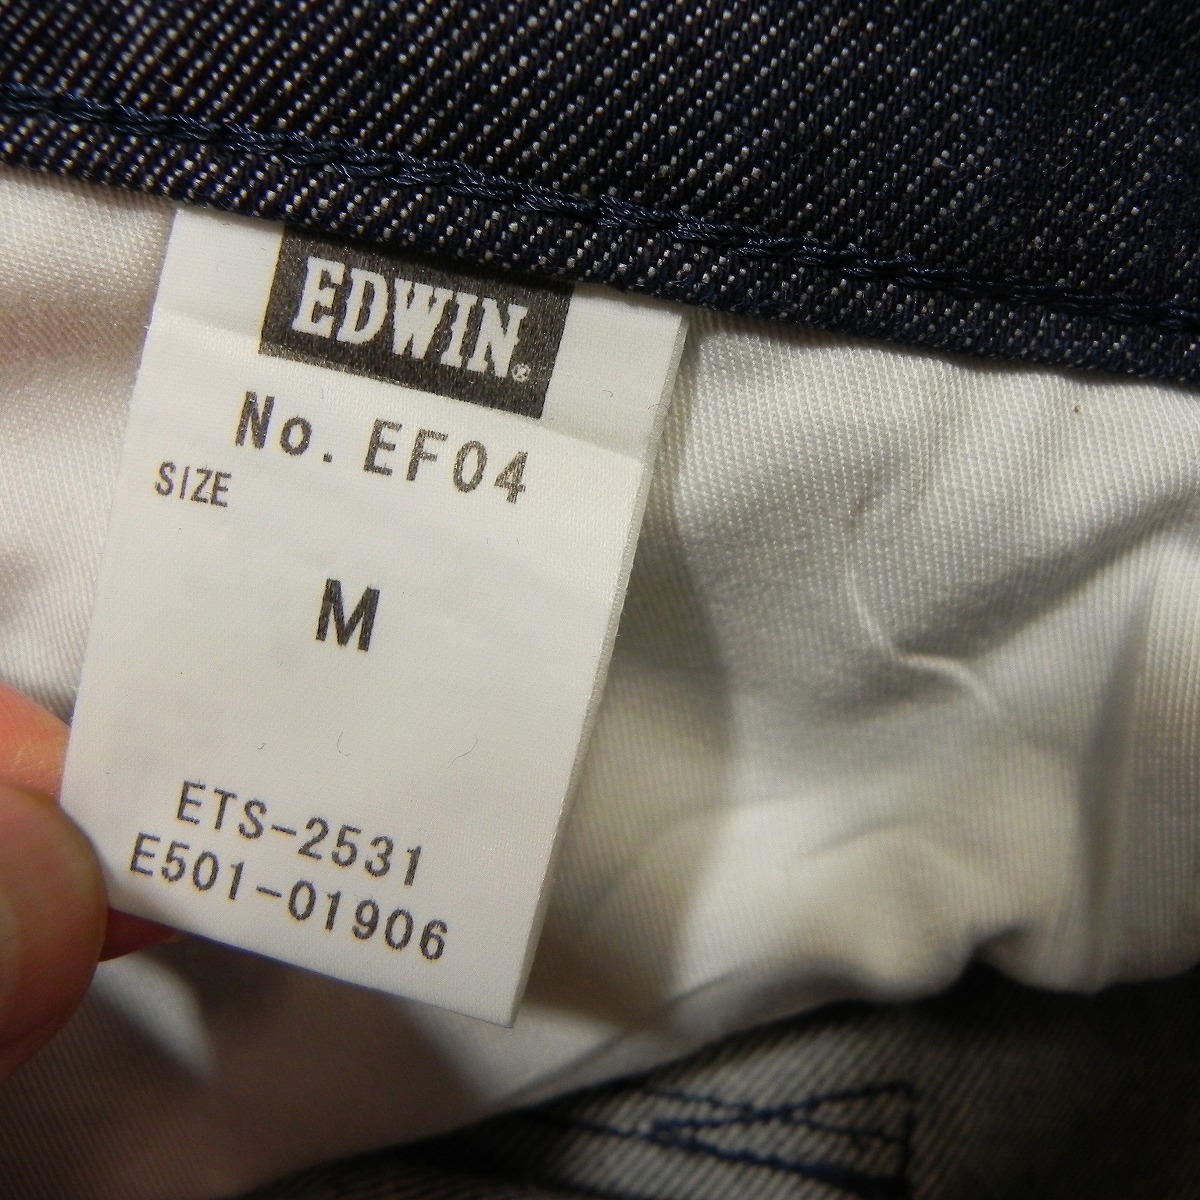 EDWIN®
No. EF04
SIZE
M
ETS-2531
E501-01906